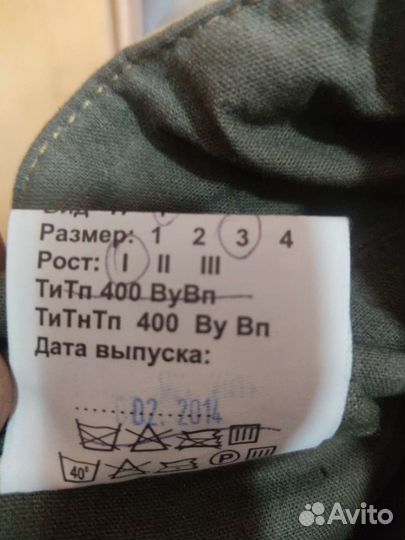 Размер: 1 2 3 4
Рост: I II III
ТиТп 400 ВуВп
ТиТнТп 400 Ву Вп
Дата выпуска:
02. 2014
40°
P
Avito